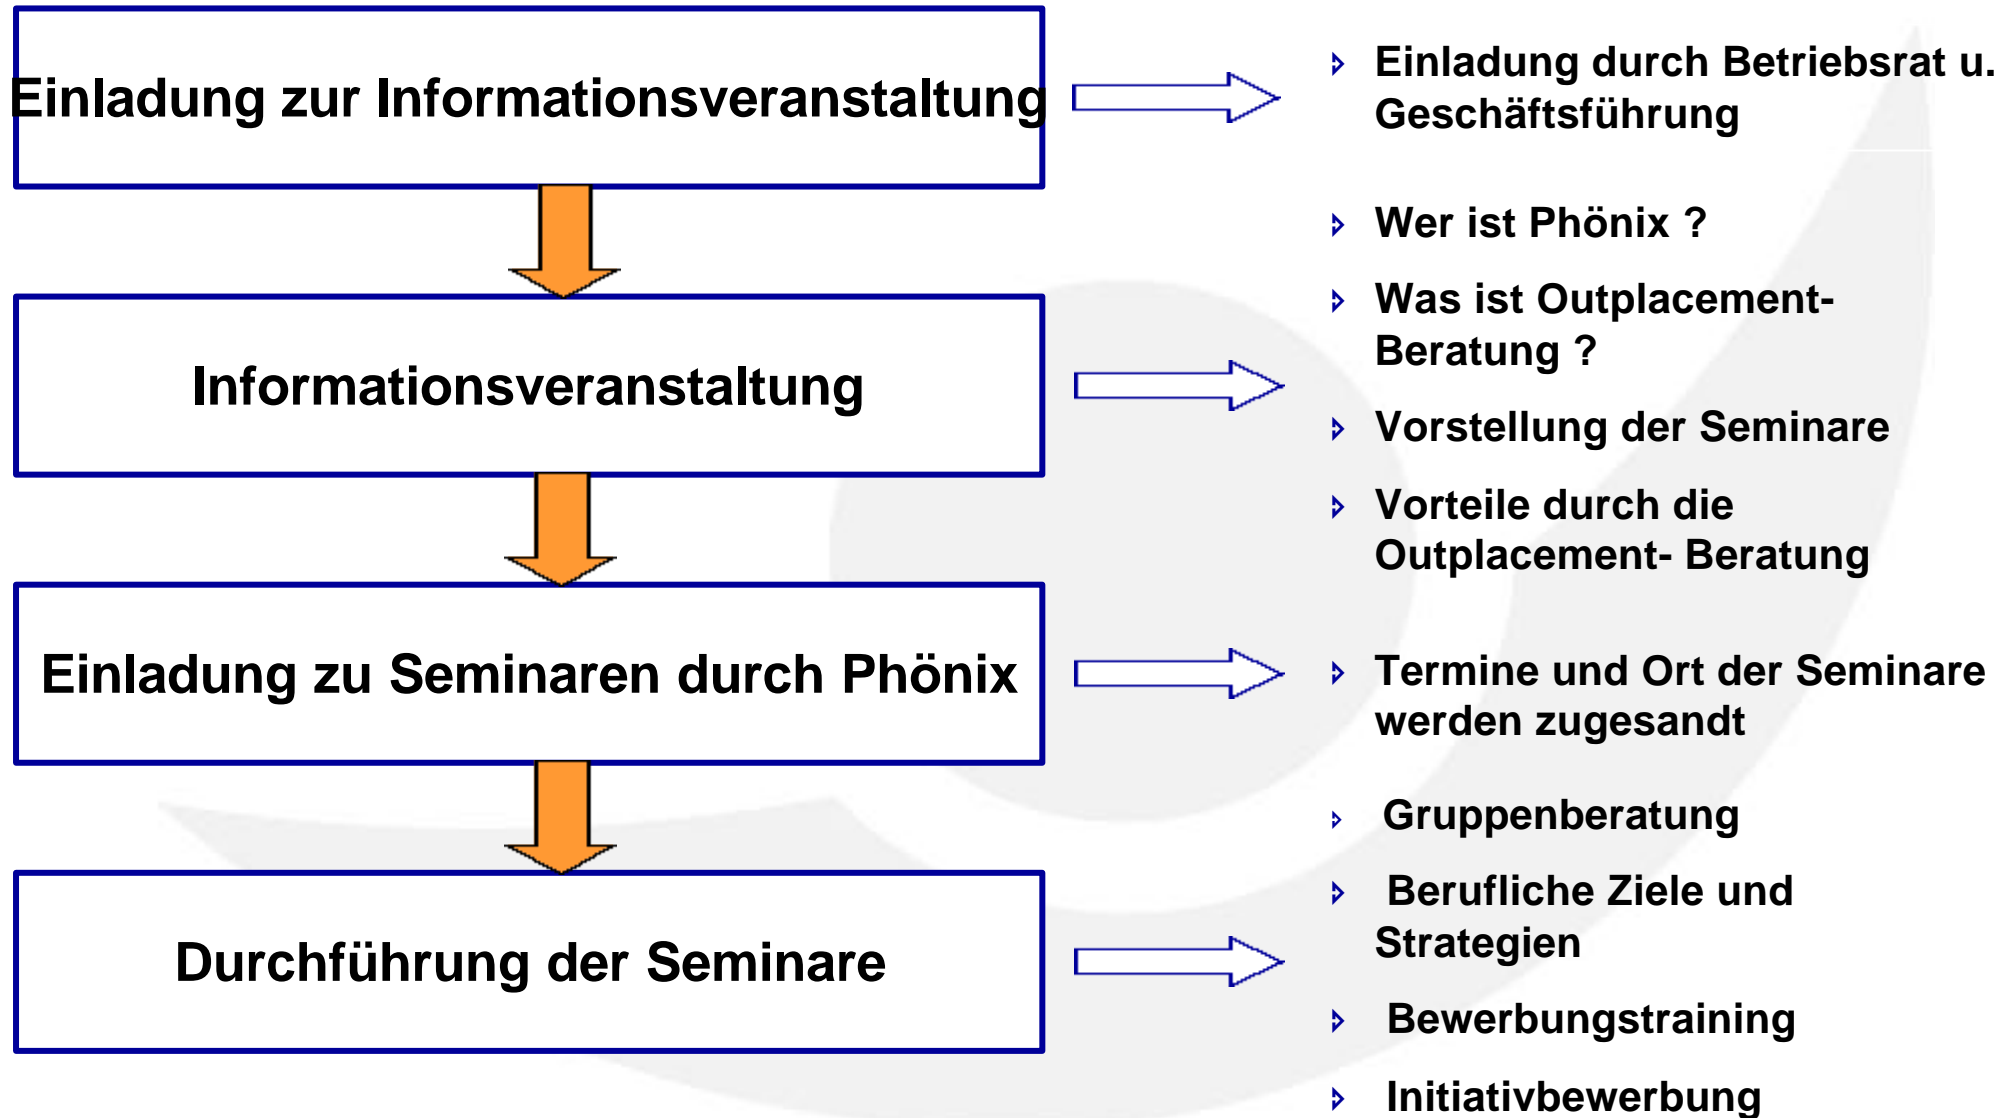 Einladung zur Informationsveranstaltung
Einladung durch Betriebsrat u.
Geschäftsführung
Informationsveranstaltung
Wer ist Phönix ?
Was ist Outplacement-
Beratung ?
Vorstellung der Seminare
Vorteile durch die
Outplacement- Beratung
Einladung zu Seminaren durch Phönix
Termine und Ort der Seminare
werden zugesandt
Durchführung der Seminare
Gruppenberatung
Berufliche Ziele und
Strategien
Bewerbungstraining
Initiativbewerbung